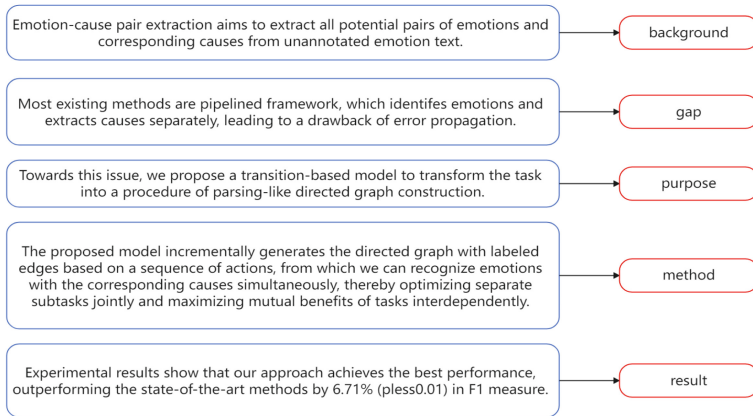 Emotion-cause pair extraction aims to extract all potential pairs of emotions and
corresponding causes from unannotated emotion text.
background
Most existing methods are pipelined framework, which identifes emotions and
extracts causes separately, leading to a drawback of error propagation.
gap
Towards this issue, we propose a transition-based model to transform the task
into a procedure of parsing-like directed graph construction.
purpose
The proposed model incrementally generates the directed graph with labeled
edges based on a sequence of actions, from which we can recognize emotions
with the corresponding causes simultaneously, thereby optimizing separate
subtasks jointly and maximizing mutual benefits of tasks interdependently.
method
Experimental results show that our approach achieves the best performance,
outperforming the state-of-the-art methods by 6.71% (pless0.01) in F1 measure.
result